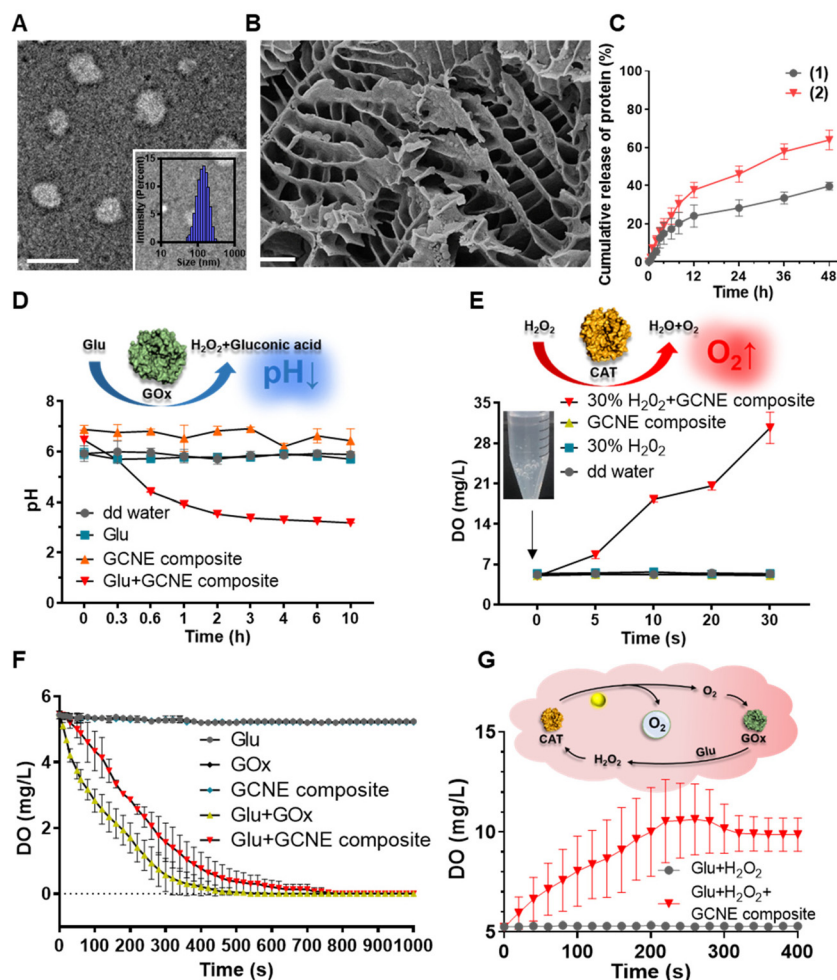 A
Intensity (Percent)
15
10
5
0
10 100 1000
Size (nm)
B
C
Cumulative release of protein (%)
100
80
60
40
20
0
0 12 24 36 48
Time (h)
(1)
(2)
D
Glu
H₂O₂+Gluconic acid
GOx
pH↓
pH
8
6
4
2
0
dd water
Glu
GCNE composite
Glu+GCNE composite
0 0.3 0.6 1 2 3 4 6 10
Time (h)
E
H₂O₂
H₂O+O₂
CAT
O₂↑
30% H₂O₂+GCNE composite
GCNE composite
30% H₂O₂
dd water
DO (mg/L)
35
28
21
14
7
0
0 5 10 20 30
Time (s)
F
DO (mg/L)
6
4
2
0
Glu
GOx
GCNE composite
Glu+GOx
Glu+GCNE composite
0 100 200 300 400 500 600 700 800 9001000
Time (s)
G
O₂
CAT
O₂
GOx
Glu
H₂O₂
DO (mg/L)
15
10
5
Glu+H₂O₂
Glu+H₂O₂+
GCNE composite
0 100 200 300 400
Time (s)